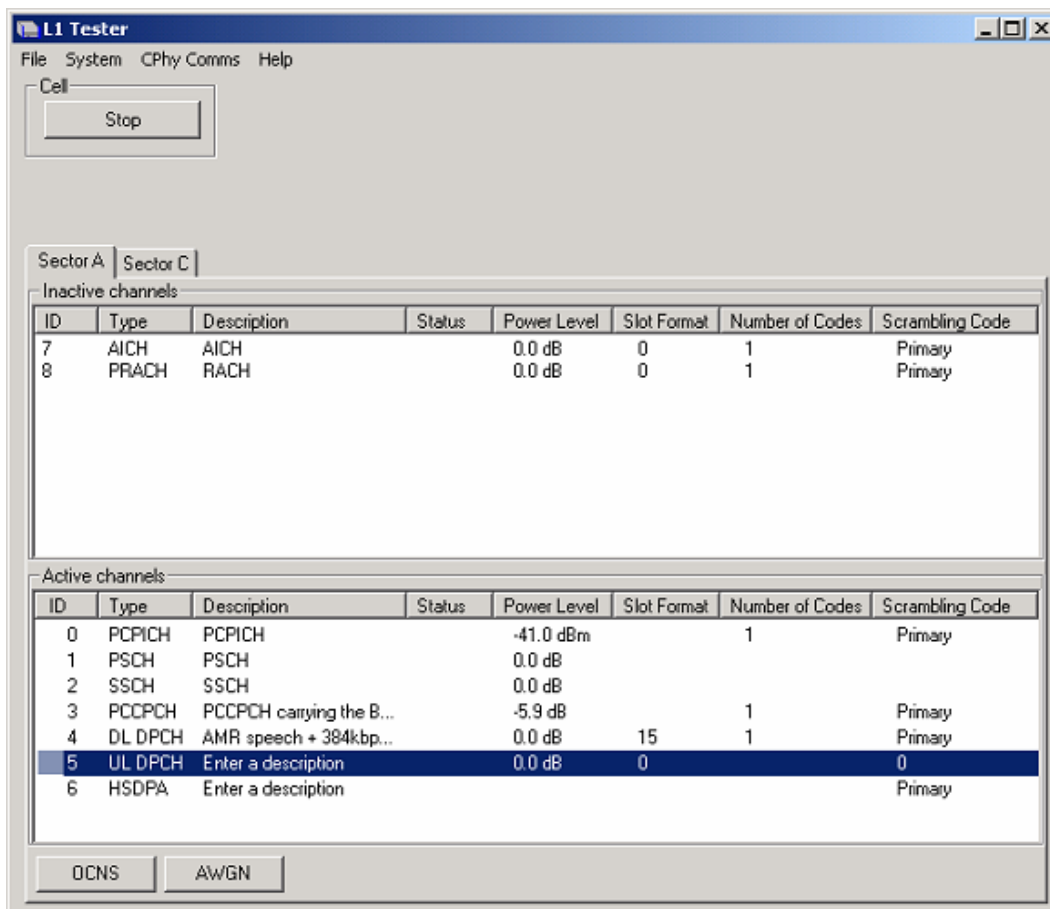 L1 Tester
File System CPhy Comms Help
Cell
Stop
Sector A Sector C
Inactive channels
ID Type Description Status Power Level Slot Format Number of Codes Scrambling Code
7 AICH AICH 0.0 dB 0 1 Primary
8 PRACH RACH 0.0 dB 0 1 Primary
Active channels
ID Type Description Status Power Level Slot Format Number of Codes Scrambling Code
0 PCPICH PCPICH -41.0 dBm 1 Primary
1 PSCH PSCH 0.0 dB
2 SSCH SSCH 0.0 dB
3 PCCPCH PCCPCH carrying the B... -5.9 dB 1 Primary
4 DL DPCH AMR speech + 384kbp... 0.0 dB 15 1 Primary
5 UL DPCH Enter a description 0.0 dB 0 0
6 HSDPA Enter a description Primary
OCNS AWGN